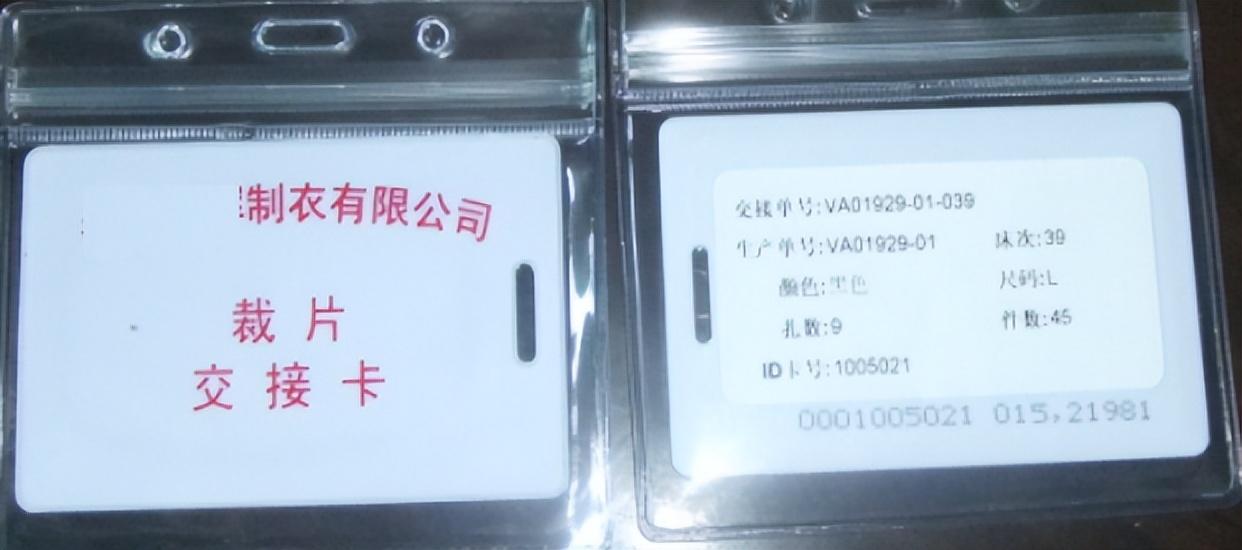 制衣有限公司
裁片
交接卡
交接单号:VA01929-01-039
生产单号:VA01929-01 床次:39
颜色:黑色 尺码:L
扎数:9 件数:45
ID卡号:1005021
0001005021 015,21981